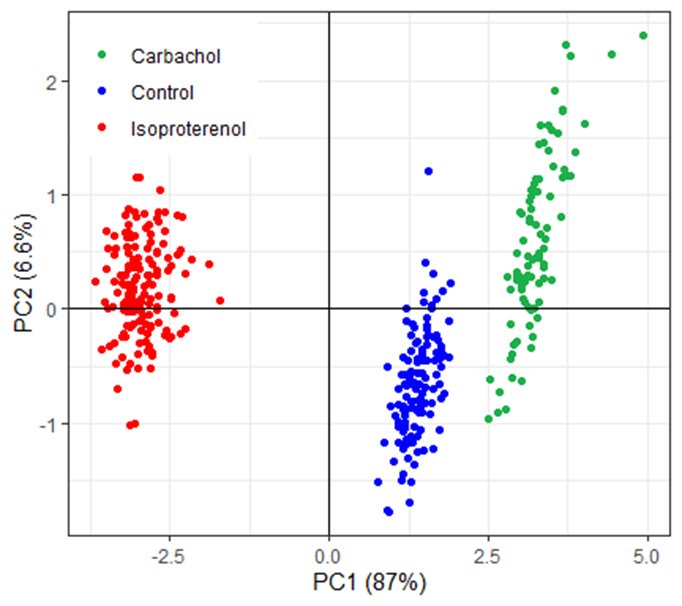 Carbachol
Control
Isoproterenol
2
1
0
-1
PC2 (6.6%)
-2.5
0.0
2.5
5.0
PC1 (87%)